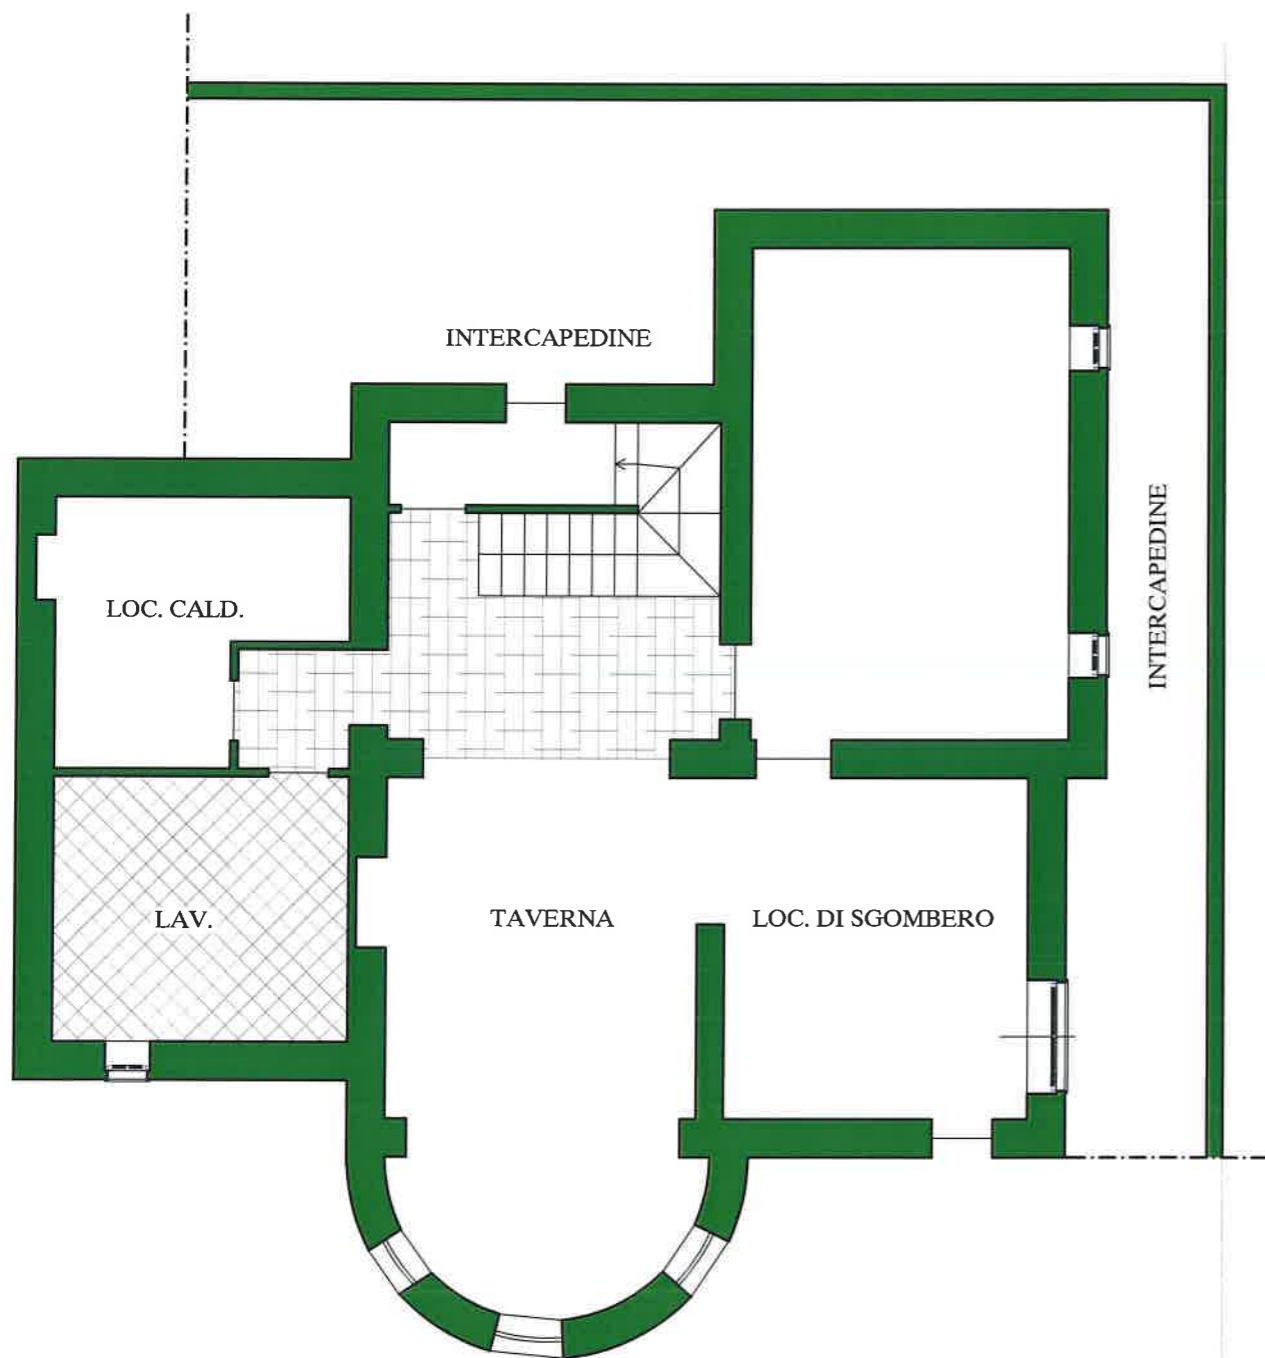 INTERCAPEDINE
INTERCAPEDINE
LOC. CALD.
LAV.
TAVERNA
LOC. DI SGOMBERO